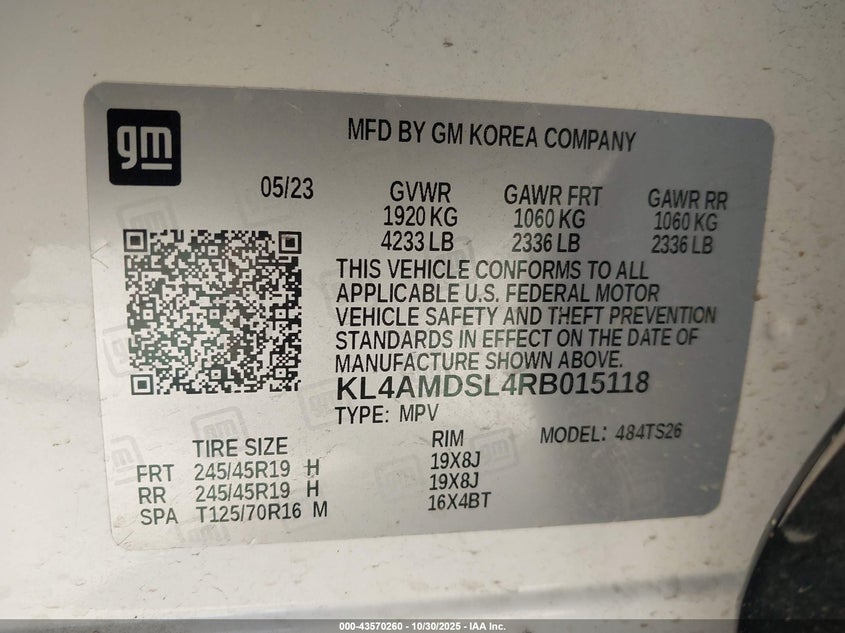 gm
MFD BY GM KOREA COMPANY
05/23 GVWR GAWR FRT GAWR RR
1920 KG 1060 KG 1060 KG
4233 LB 2336 LB 2336 LB
THIS VEHICLE CONFORMS TO ALL
APPLICABLE U.S. FEDERAL MOTOR
VEHICLE SAFETY AND THEFT PREVENTION
STANDARDS IN EFFECT ON THE DATE OF
MANUFACTURE SHOWN ABOVE.
KL4AMDSL4RB015118
TYPE: MPV MODEL: 484TS26
TIRE SIZE RIM
FRT 245/45R19 H 19X8J
RR 245/45R19 H 19X8J
SPA T125/70R16 M 16X4BT
000-43570260 - 10/30/2025 - IAA Inc.